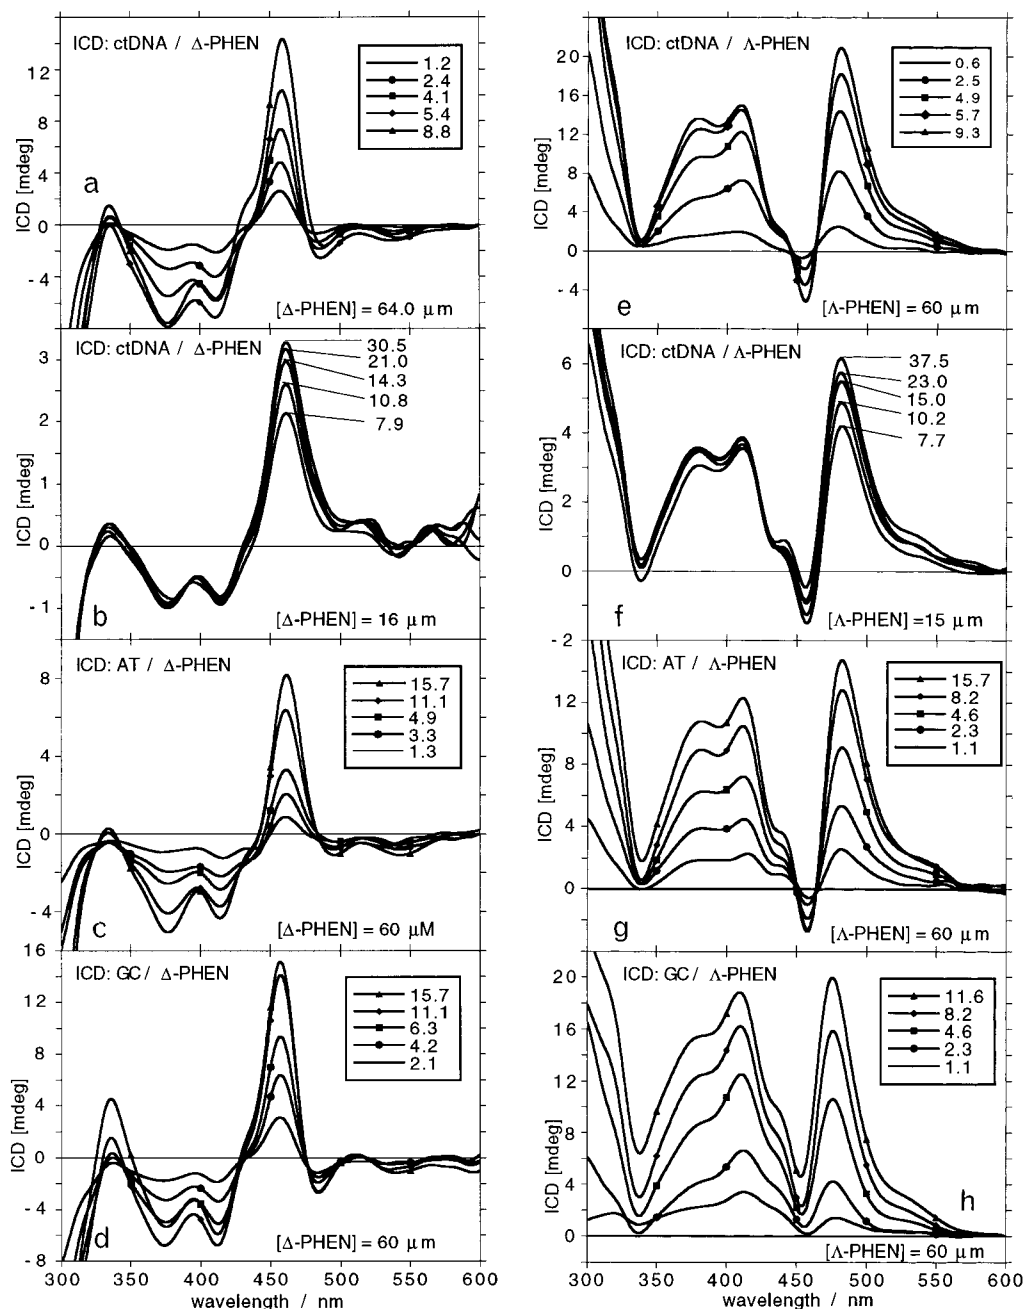 ICD: ctDNA / Δ-PHEN
1.2
2.4
4.1
5.4
8.8
12
8
4
0
- 4
ICD [mdeg]
a
[Δ-PHEN] = 64.0 μm
ICD: ctDNA / Δ-PHEN
30.5
21.0
14.3
10.8
7.9
3
2
1
0
- 1
ICD [mdeg]
b
[Δ-PHEN] = 16 μm
ICD: AT / Δ-PHEN
15.7
11.1
4.9
3.3
1.3
8
4
0
- 4
ICD [mdeg]
c
[Δ-PHEN] = 60 μM
ICD: GC / Δ-PHEN
15.7
11.1
6.3
4.2
2.1
16
12
8
4
0
- 4
- 8
ICD [mdeg]
d
[Δ-PHEN] = 60 μm
300 350 400 450 500 550 600
wavelength / nm
ICD: ctDNA / Λ-PHEN
0.6
2.5
4.9
5.7
9.3
20
16
12
8
4
0
- 4
ICD [mdeg]
e
[Λ-PHEN] = 60 μm
ICD: ctDNA / Λ-PHEN
37.5
23.0
15.0
10.2
7.7
6
4
2
0
- 2
ICD [mdeg]
f
[Λ-PHEN] =15 μm
ICD: AT / Λ-PHEN
15.7
8.2
4.6
2.3
1.1
12
8
4
0
ICD [mdeg]
g
[Λ-PHEN] = 60 μm
ICD: GC / Λ-PHEN
11.6
8.2
4.6
2.3
1.1
20
16
12
8
4
0
ICD [mdeg]
h
[Λ-PHEN] = 60 μm
300 350 400 450 500 550 600
wavelength / nm